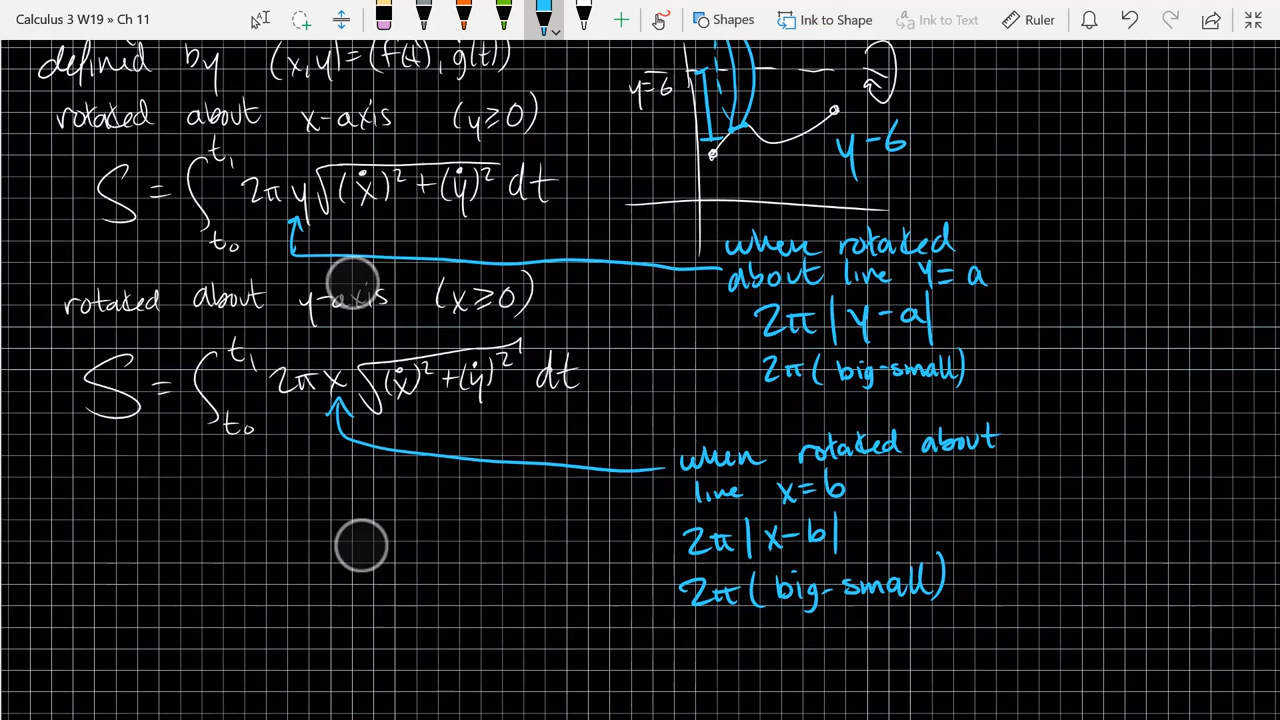 Calculus 3 W19 » Ch 11
Shapes
Ink to Shape
Ink to Text
Ruler
defined by (x,y)=(f(t), g(t))
rotated about x-axis (y≥0)
S = ∫_{t₀}^{t₁} 2π y √((ẋ)² + (ẏ)²) dt
rotated about y-axis (x≥0)
S = ∫_{t₀}^{t₁} 2π x √((ẋ)² + (ẏ)²) dt
y=6
y-6
when rotated
about line y=a
2π|y-a|
2π(big-small)
when rotated about
line x=b
2π|x-b|
2π(big-small)